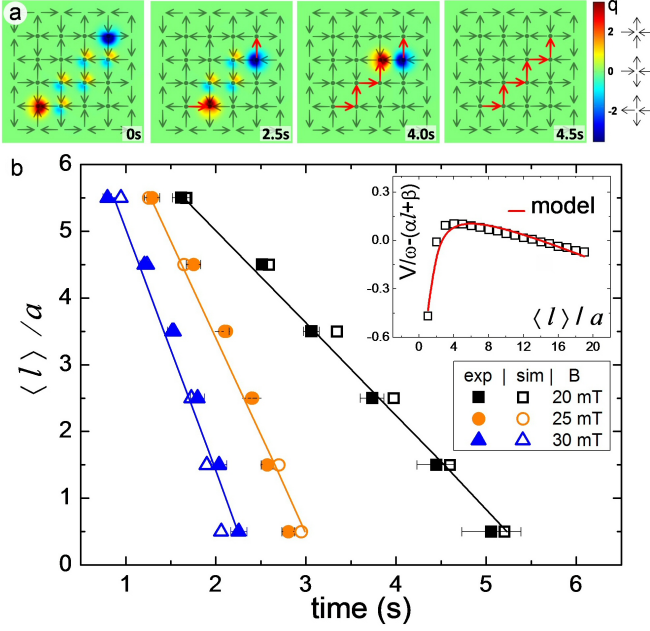 a
q
2
0
-2
0s
2.5s
4.0s
4.5s
b
6
5
4
3
2
1
0
⟨l⟩/a
1
2
3
4
5
6
time (s)
0.3
0.0
-0.3
-0.6
V/ω-(αl+β)
model
⟨l⟩/a
0
4
8
12
16
20
exp | sim | B
20 mT
25 mT
30 mT